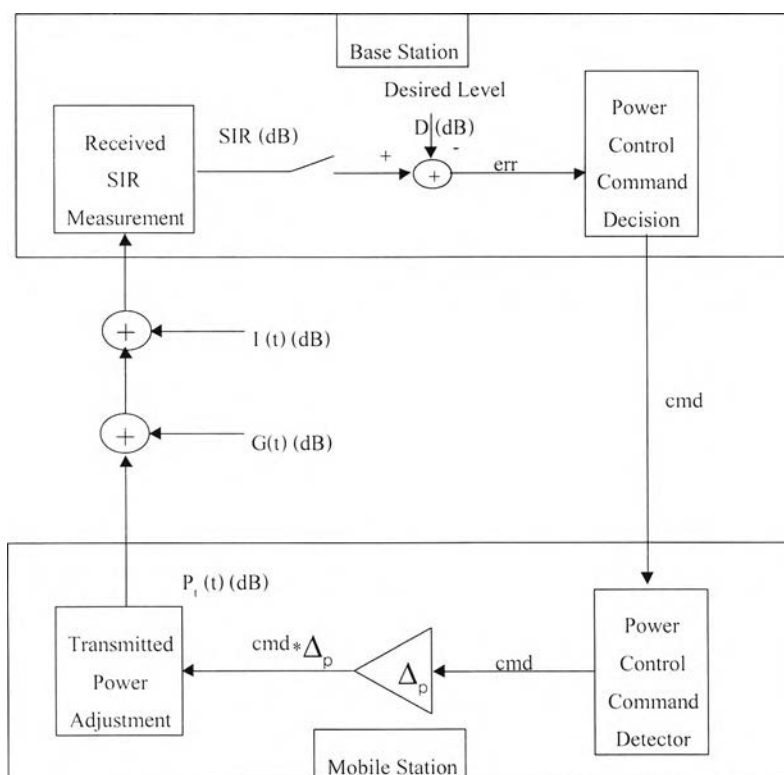 Base Station
Desired Level
D (dB)
Received
SIR
Measurement
SIR (dB)
+
-
+
err
Power
Control
Command
Decision
+
I (t) (dB)
+
G(t) (dB)
cmd
P_t (t) (dB)
Transmitted
Power
Adjustment
cmd * Δ_p
Δ_p
cmd
Power
Control
Command
Detector
Mobile Station